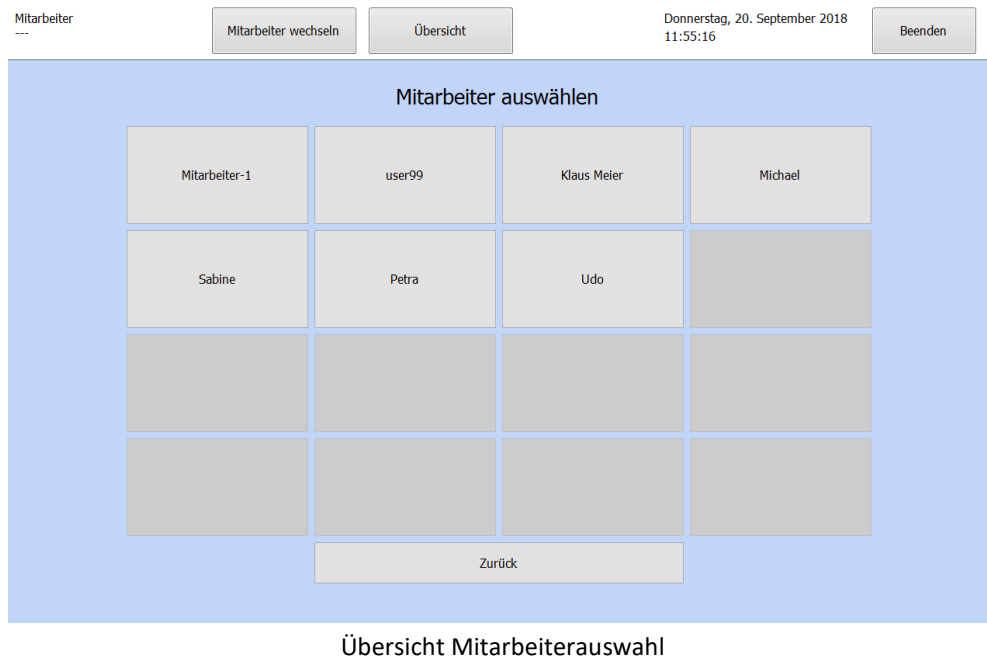 Mitarbeiter
---
Mitarbeiter wechseln
Übersicht
Donnerstag, 20. September 2018
11:55:16
Beenden
Mitarbeiter auswählen
Mitarbeiter-1
user99
Klaus Meier
Michael
Sabine
Petra
Udo
Zurück
Übersicht Mitarbeiterauswahl